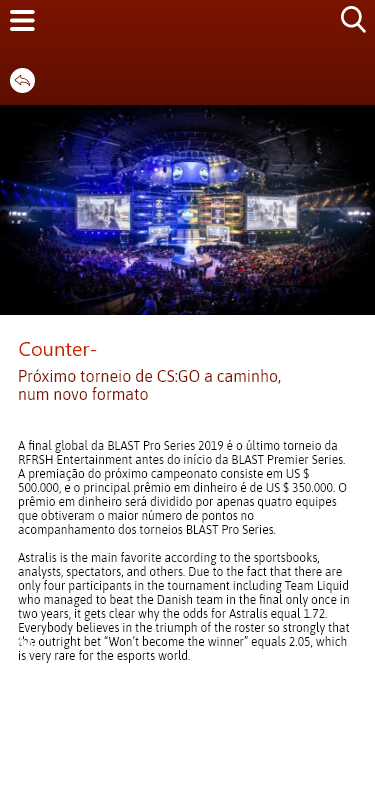 Counter-
Próximo torneio de CS:GO a caminho,
num novo formato
A final global da BLAST Pro Series 2019 é o último torneio da
RFRSH Entertainment antes do início da BLAST Premier Series.
A premiação do próximo campeonato consiste em US $
500.000, e o principal prêmio em dinheiro é de US $ 350.000. O
prêmio em dinheiro será dividido por apenas quatro equipes
que obtiveram o maior número de pontos no
acompanhamento dos torneios BLAST Pro Series.
Astralis is the main favorite according to the sportsbooks,
analysts, spectators, and others. Due to the fact that there are
only four participants in the tournament including Team Liquid
who managed to beat the Danish team in the final only once in
two years, it gets clear why the odds for Astralis equal 1.72.
Everybody believes in the triumph of the roster so strongly that
the outright bet “Won’t become the winner” equals 2.05, which
is very rare for the esports world.